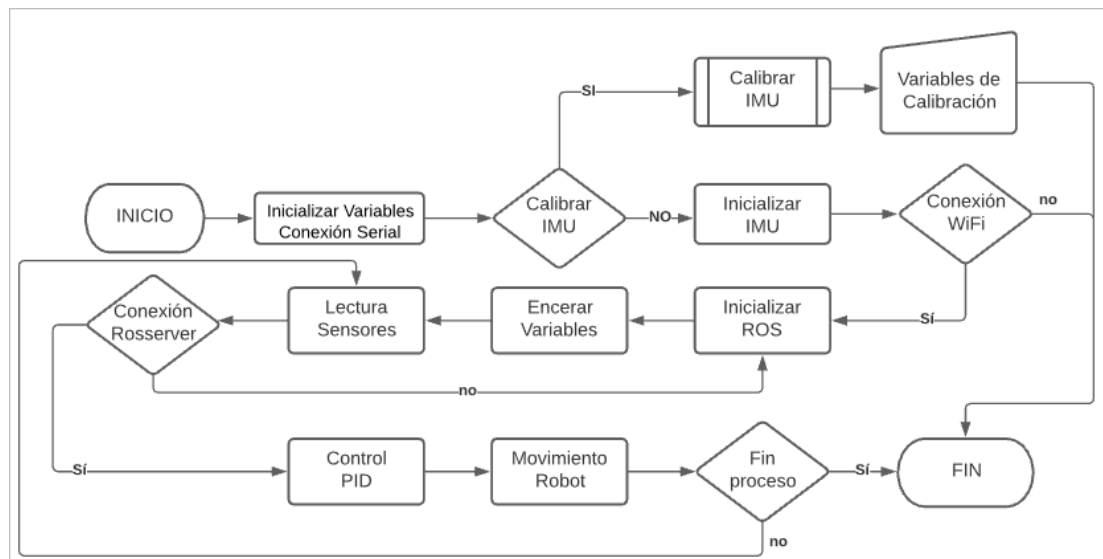 Calibrar
IMU
Variables de
Calibración
SI
INICIO
Inicializar Variables
Conexión Serial
Calibrar
IMU
NO
Inicializar
IMU
Conexión
WiFi
no
Conexión
Rosserver
Lectura
Sensores
Encerar
Variables
Inicializar
ROS
Sí
no
Sí
Control
PID
Movimiento
Robot
Fin
proceso
Sí
FIN
no